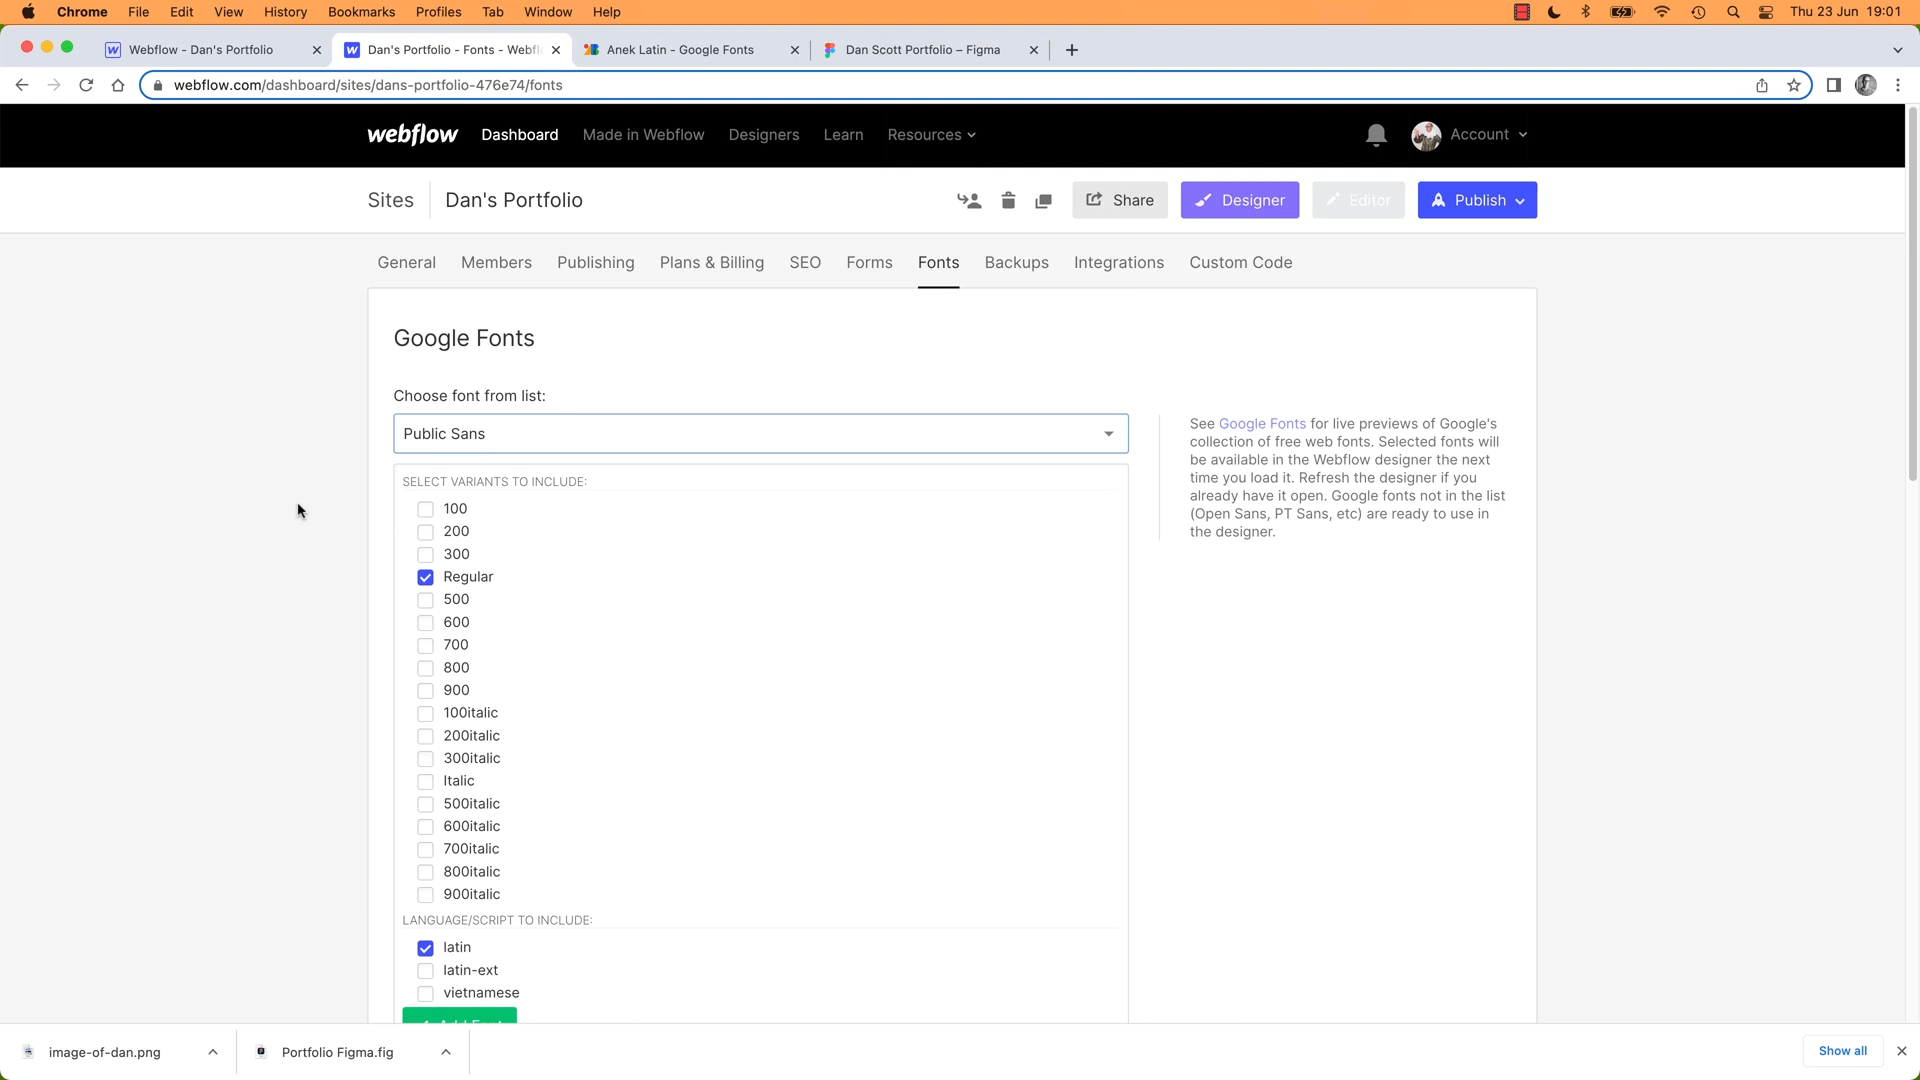 Chrome File Edit View History Bookmarks Profiles Tab Window Help Thu 23 Jun 19:01
Webflow - Dan's Portfolio Dan's Portfolio - Fonts - Webfl Anek Latin - Google Fonts Dan Scott Portfolio – Figma
webflow.com/dashboard/sites/dans-portfolio-476e74/fonts
webflow Dashboard Made in Webflow Designers Learn Resources Account
Sites Dan's Portfolio Share Designer Editor Publish
General Members Publishing Plans & Billing SEO Forms Fonts Backups Integrations Custom Code
Google Fonts
Choose font from list:
Public Sans
See Google Fonts for live previews of Google's
collection of free web fonts. Selected fonts will
be available in the Webflow designer the next
time you load it. Refresh the designer if you
already have it open. Google fonts not in the list
(Open Sans, PT Sans, etc) are ready to use in
the designer.
SELECT VARIANTS TO INCLUDE:
100
200
300
Regular
500
600
700
800
900
100italic
200italic
300italic
Italic
500italic
600italic
700italic
800italic
900italic
LANGUAGE/SCRIPT TO INCLUDE:
latin
latin-ext
vietnamese
image-of-dan.png Portfolio Figma.fig Show all